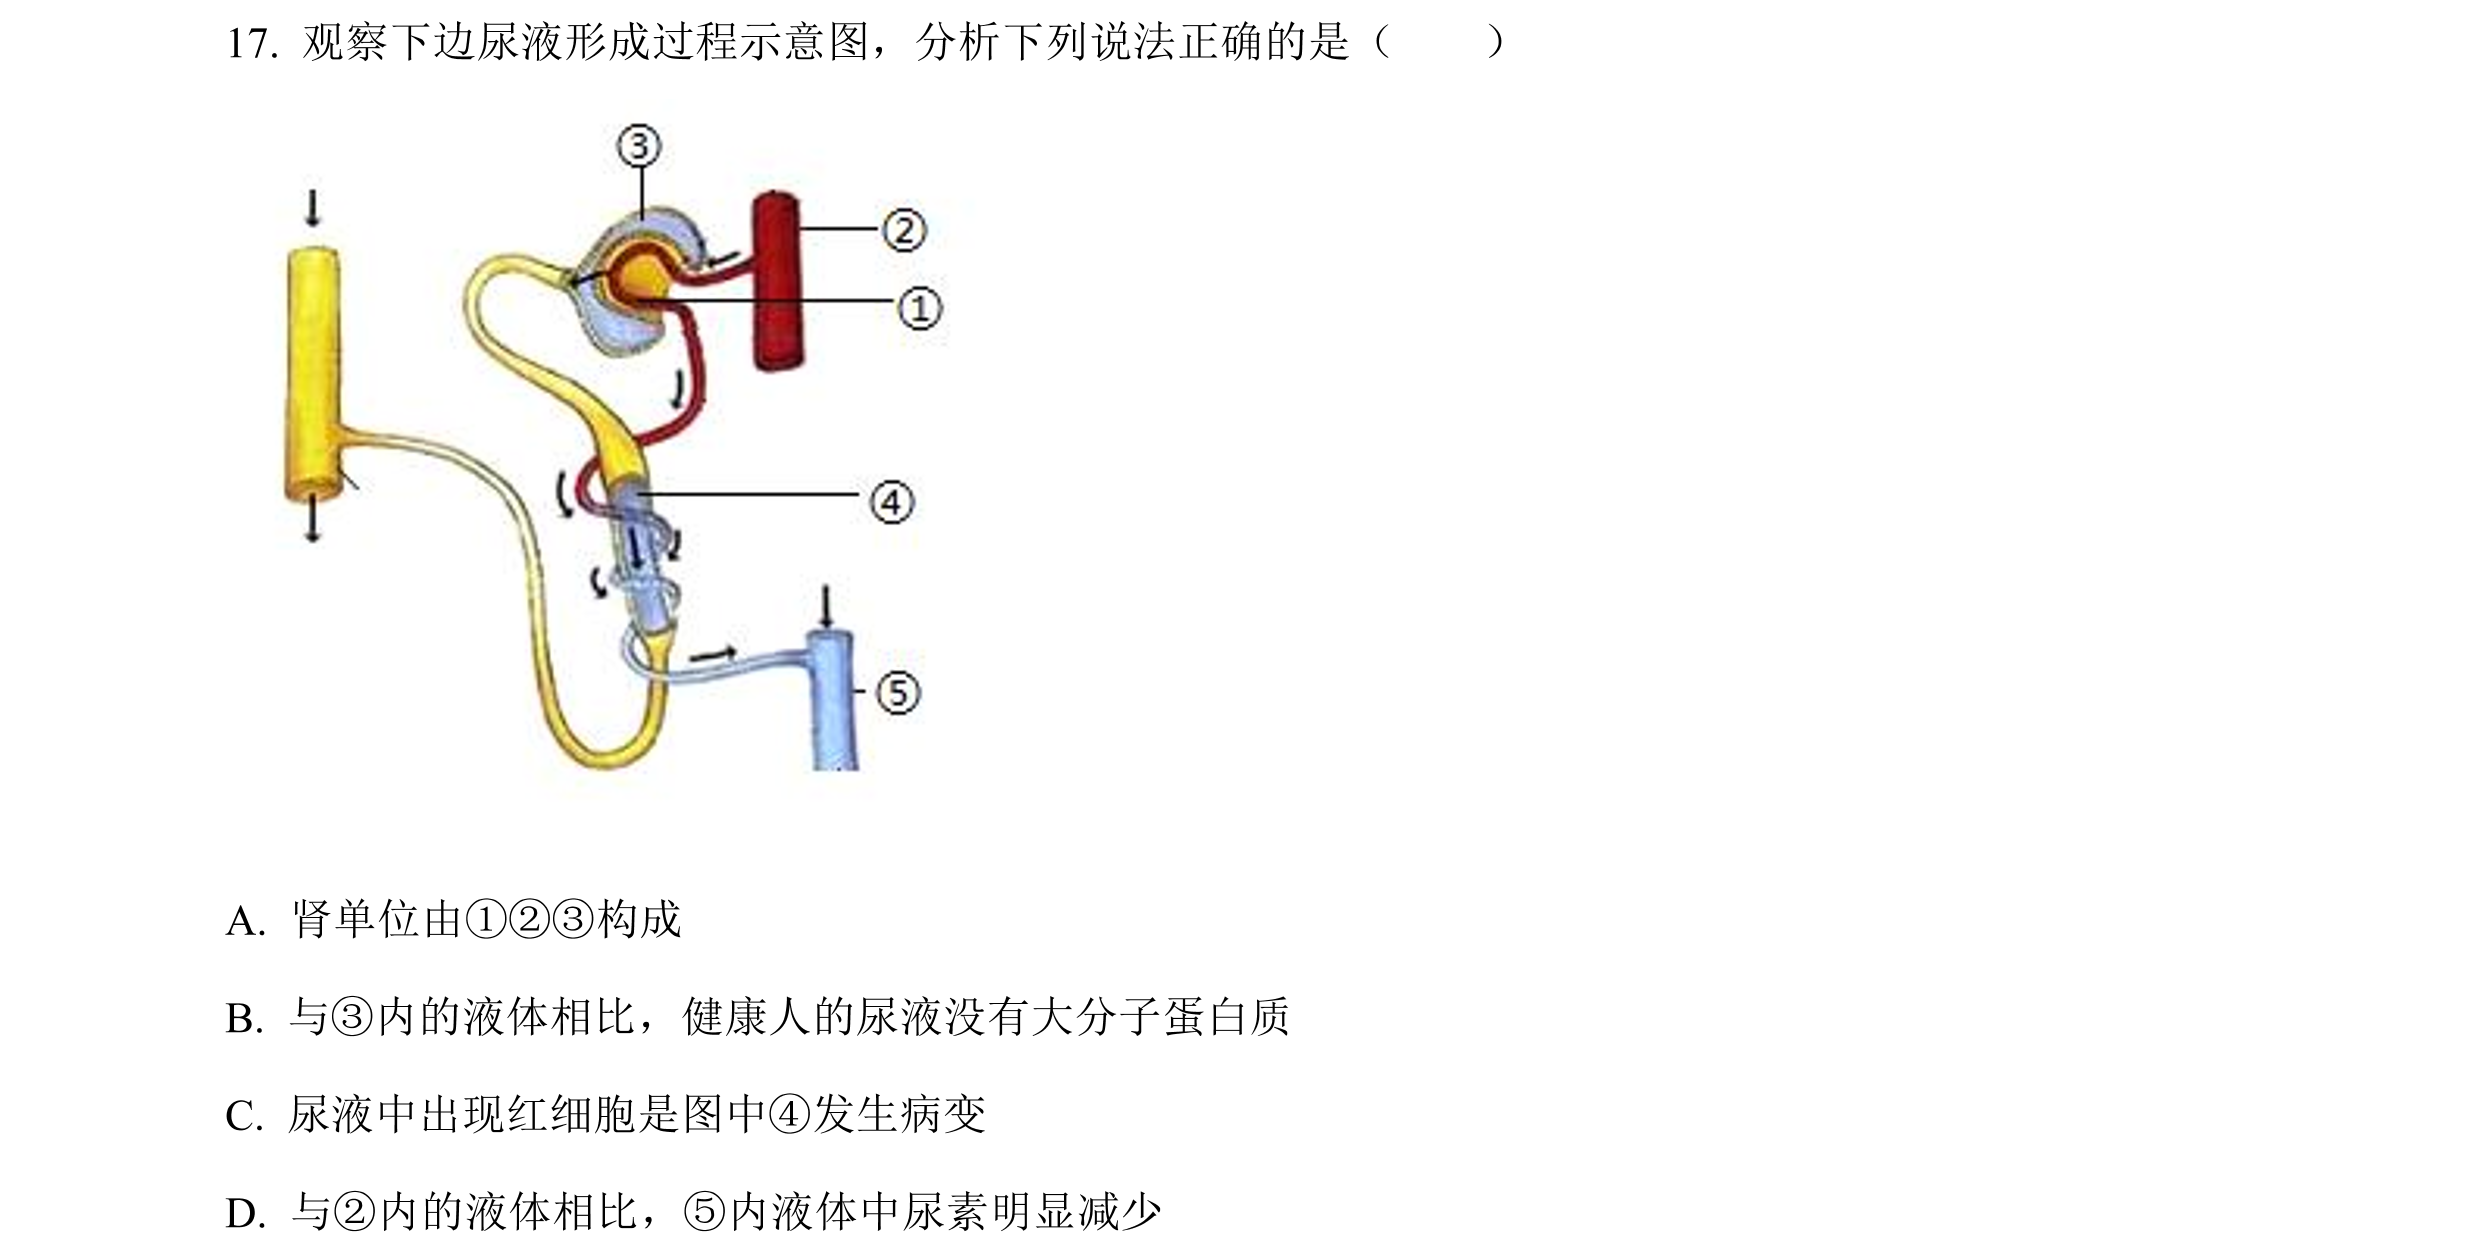 17. 观察下边尿液形成过程示意图，分析下列说法正确的是（　　）
③
②
①
④
⑤
A. 肾单位由①②③构成
B. 与③内的液体相比，健康人的尿液没有大分子蛋白质
C. 尿液中出现红细胞是图中④发生病变
D. 与②内的液体相比，⑤内液体中尿素明显减少